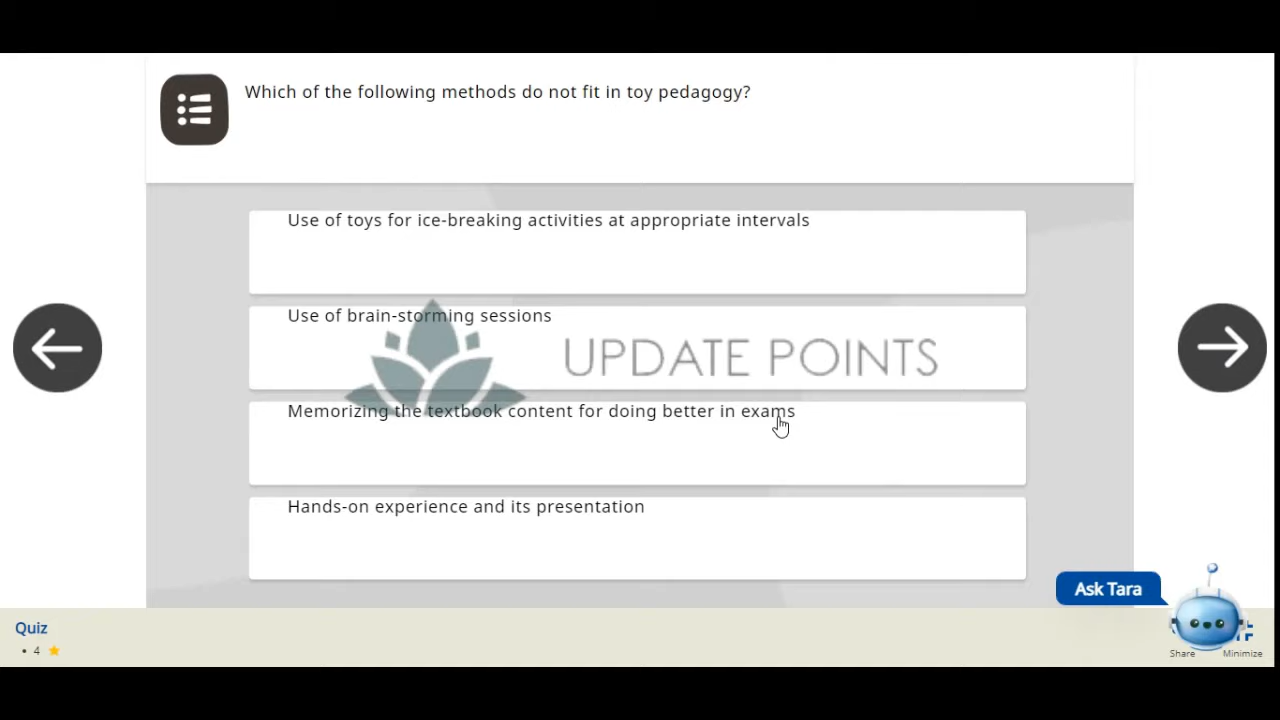 Which of the following methods do not fit in toy pedagogy?
Use of toys for ice-breaking activities at appropriate intervals
Use of brain-storming sessions
UPDATE POINTS
Memorizing the textbook content for doing better in exams
Hands-on experience and its presentation
Ask Tara
Quiz
• 4
Share
Minimize